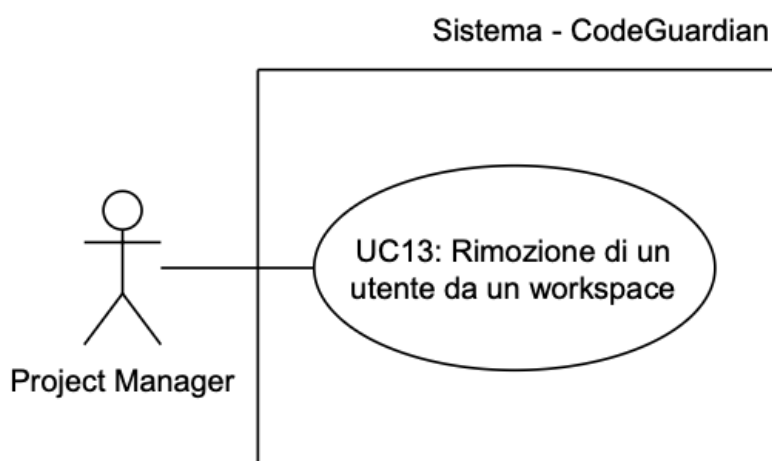 Sistema - CodeGuardian
UC13: Rimozione di un
utente da un workspace
Project Manager